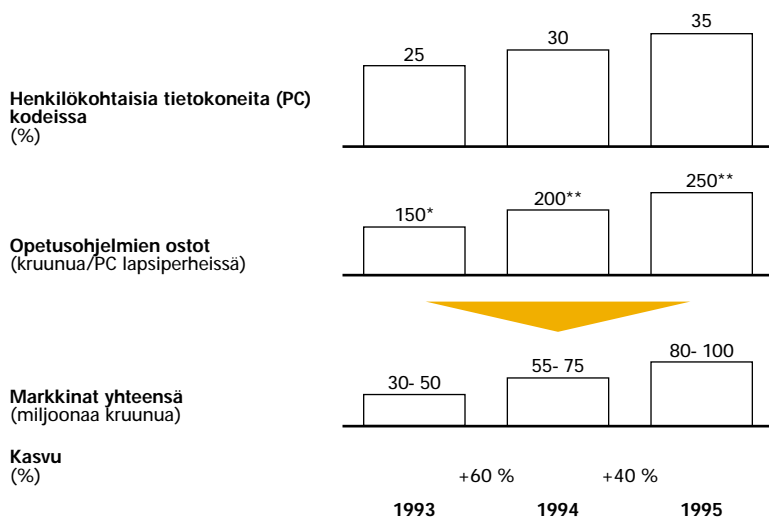 25
30
35
Henkilökohtaisia tietokoneita (PC)
kodeissa
(%)
150*
200**
250**
Opetusohjelmien ostot
(kruunua/PC lapsiperheissä)
30- 50
55- 75
80- 100
Markkinat yhteensä
(miljoonaa kruunua)
Kasvu
(%)
+60 %
+40 %
1993
1994
1995